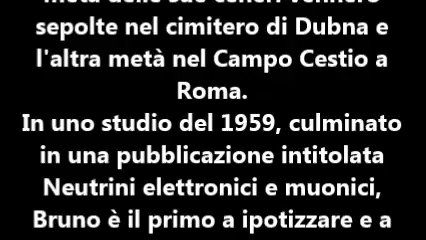 metà delle sue ceneri vennero
sepolte nel cimitero di Dubna e
l'altra metà nel Campo Cestio a
Roma.
In uno studio del 1959, culminato
in una pubblicazione intitolata
Neutrini elettronici e muonici,
Bruno è il primo a ipotizzare e a